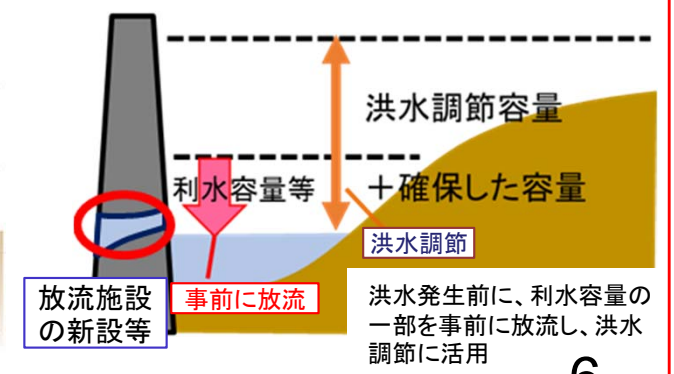 洪水調節容量
利水容量等
＋確保した容量
洪水調節
放流施設
の新設等
事前に放流
洪水発生前に、利水容量の
一部を事前に放流し、洪水
調節に活用
6